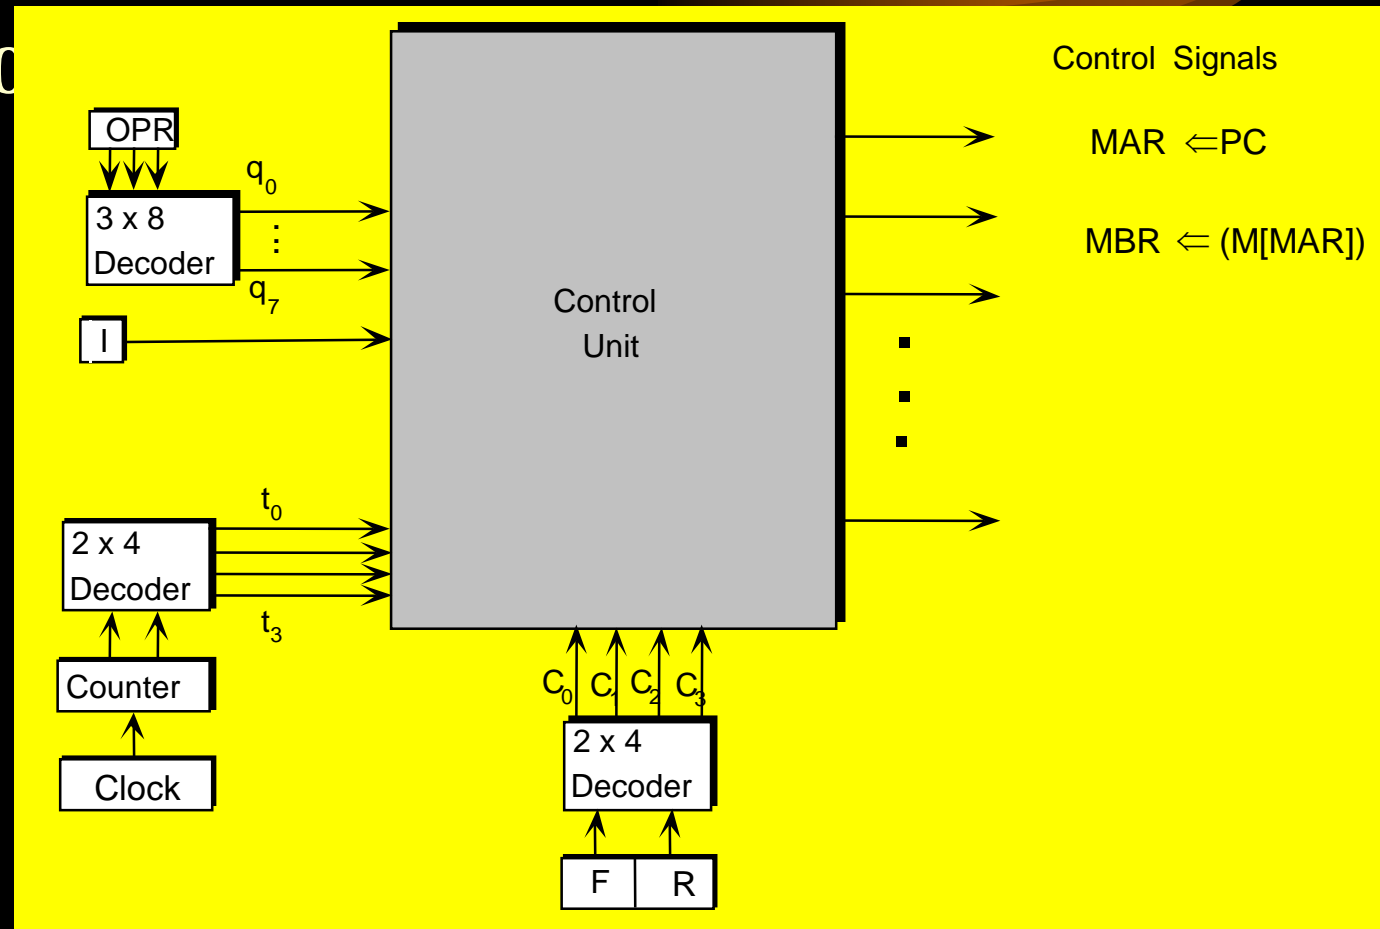 Control Signals
OPR
MAR ⇐PC
q0
3 x 8
Decoder
MBR ⇐ (M[MAR])
q7
Control
Unit
I
t0
2 x 4
Decoder
t3
Counter
C0 C1 C2 C3
2 x 4
Decoder
Clock
F R